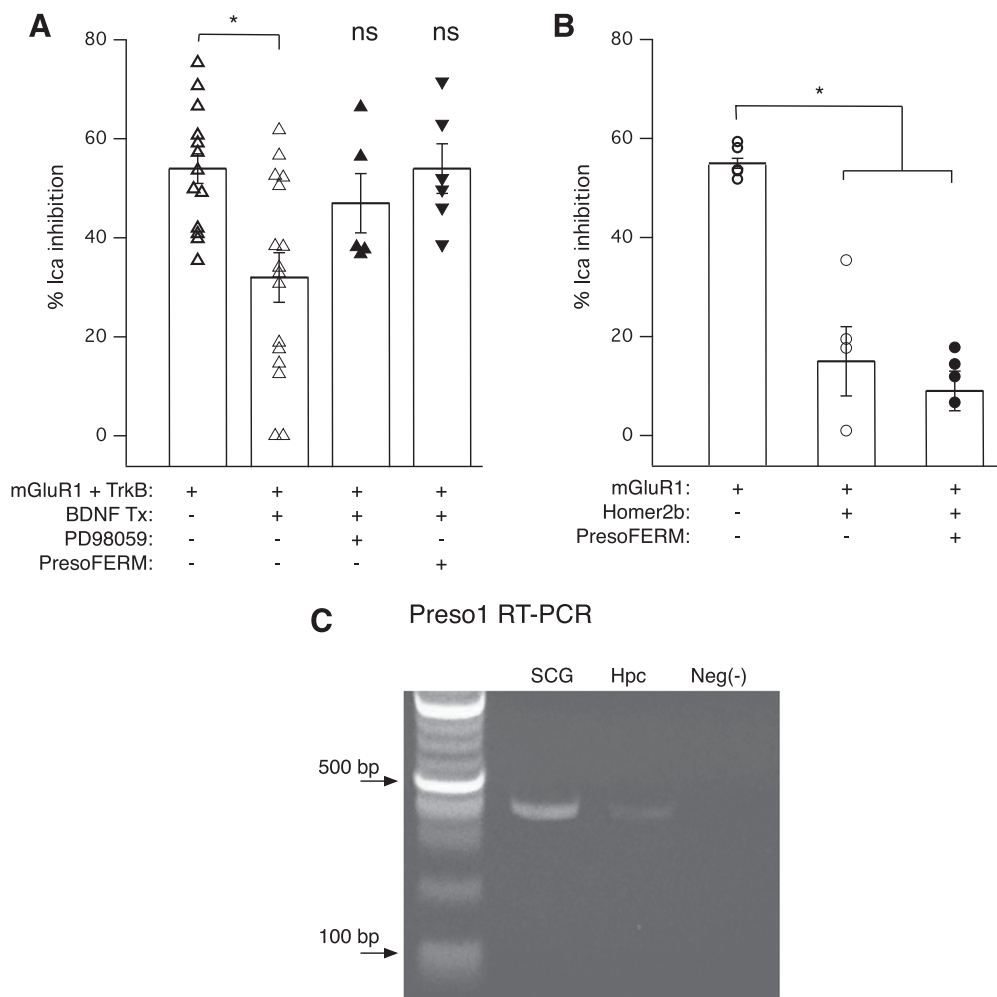 A
80
60
40
20
0
% Ica inhibition
*
ns
ns
mGluR1 + TrkB: + + + +
BDNF Tx: - + + +
PD98059: - - + -
PresoFERM: - - - +
B
80
60
40
20
0
% Ica inhibition
*
mGluR1: + + +
Homer2b: - + +
PresoFERM: - - +
C
Preso1 RT-PCR
SCG Hpc Neg(-)
500 bp
100 bp